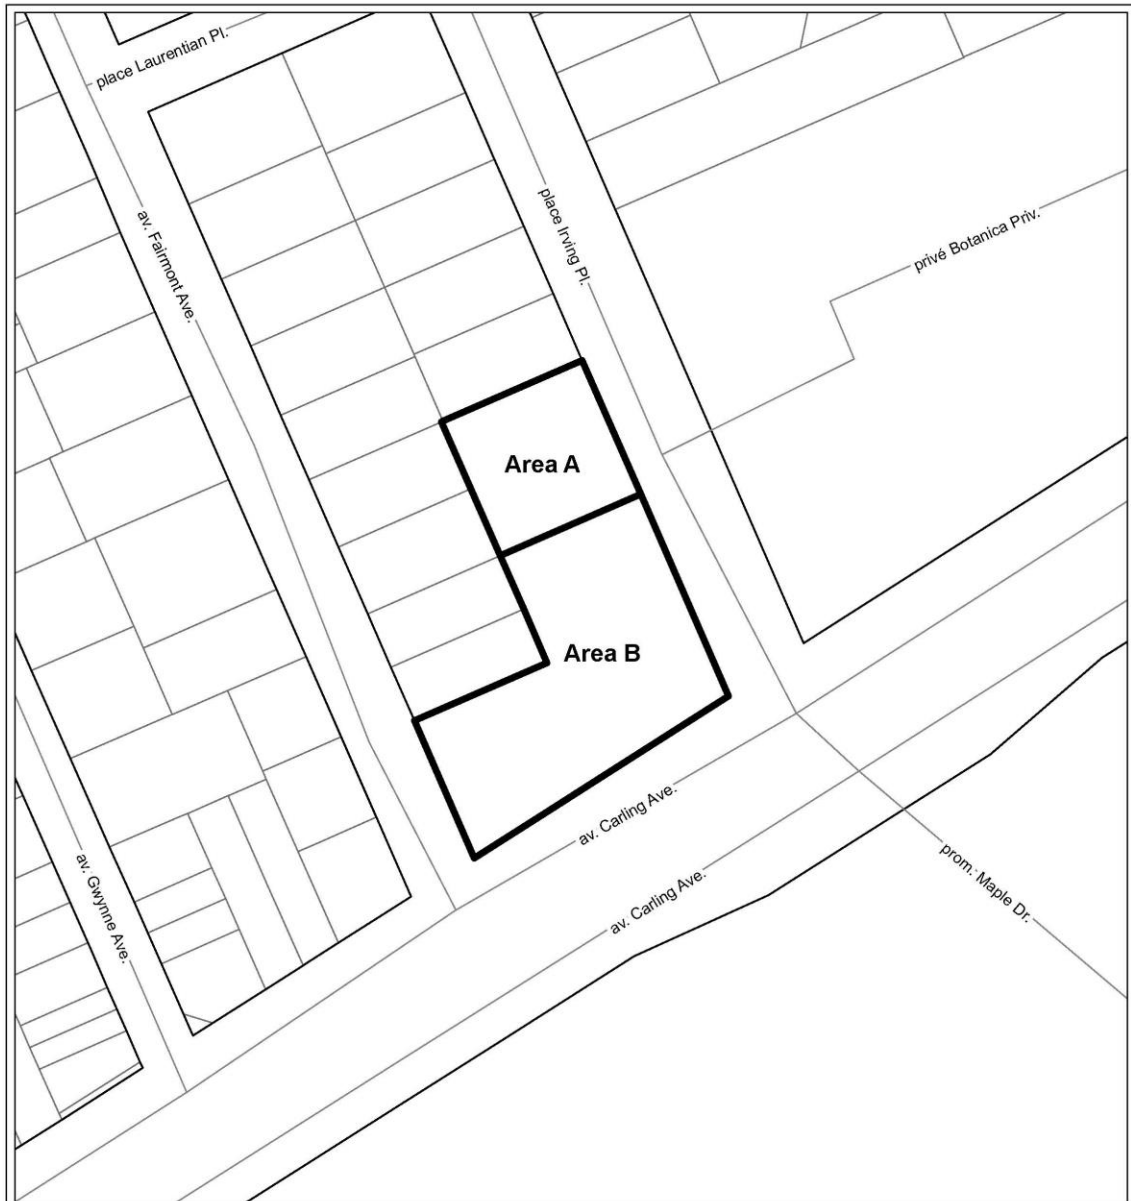 place Laurentian Pl.
av. Fairmont Ave.
place Irving Pl.
privé Botanica Priv.
Area A
Area B
av. Carling Ave.
av. Carling Ave.
av. Gwynne Ave.
prom. Maple Dr.